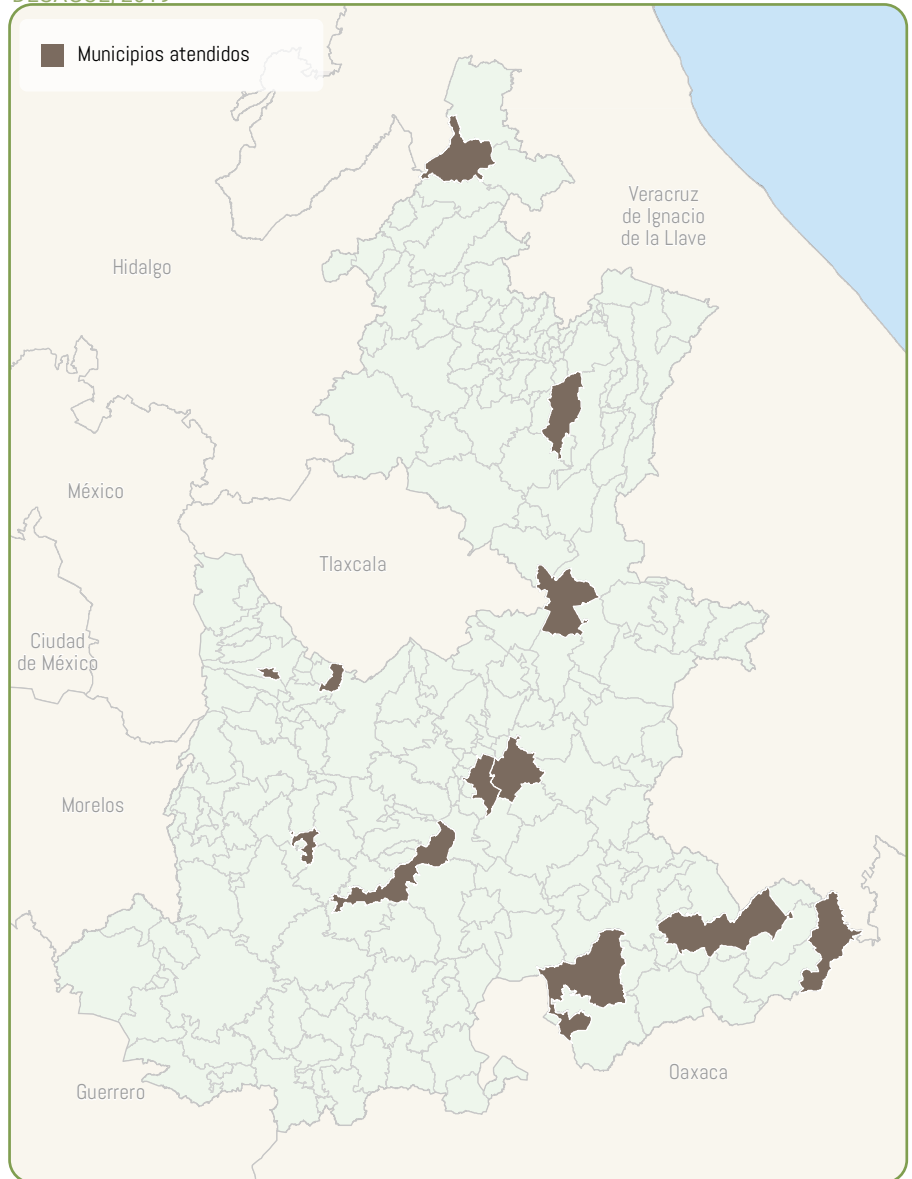 Municipios atendidos
Veracruz
de Ignacio
de la Llave
Hidalgo
México
Tlaxcala
Ciudad
de México
Morelos
Oaxaca
Guerrero